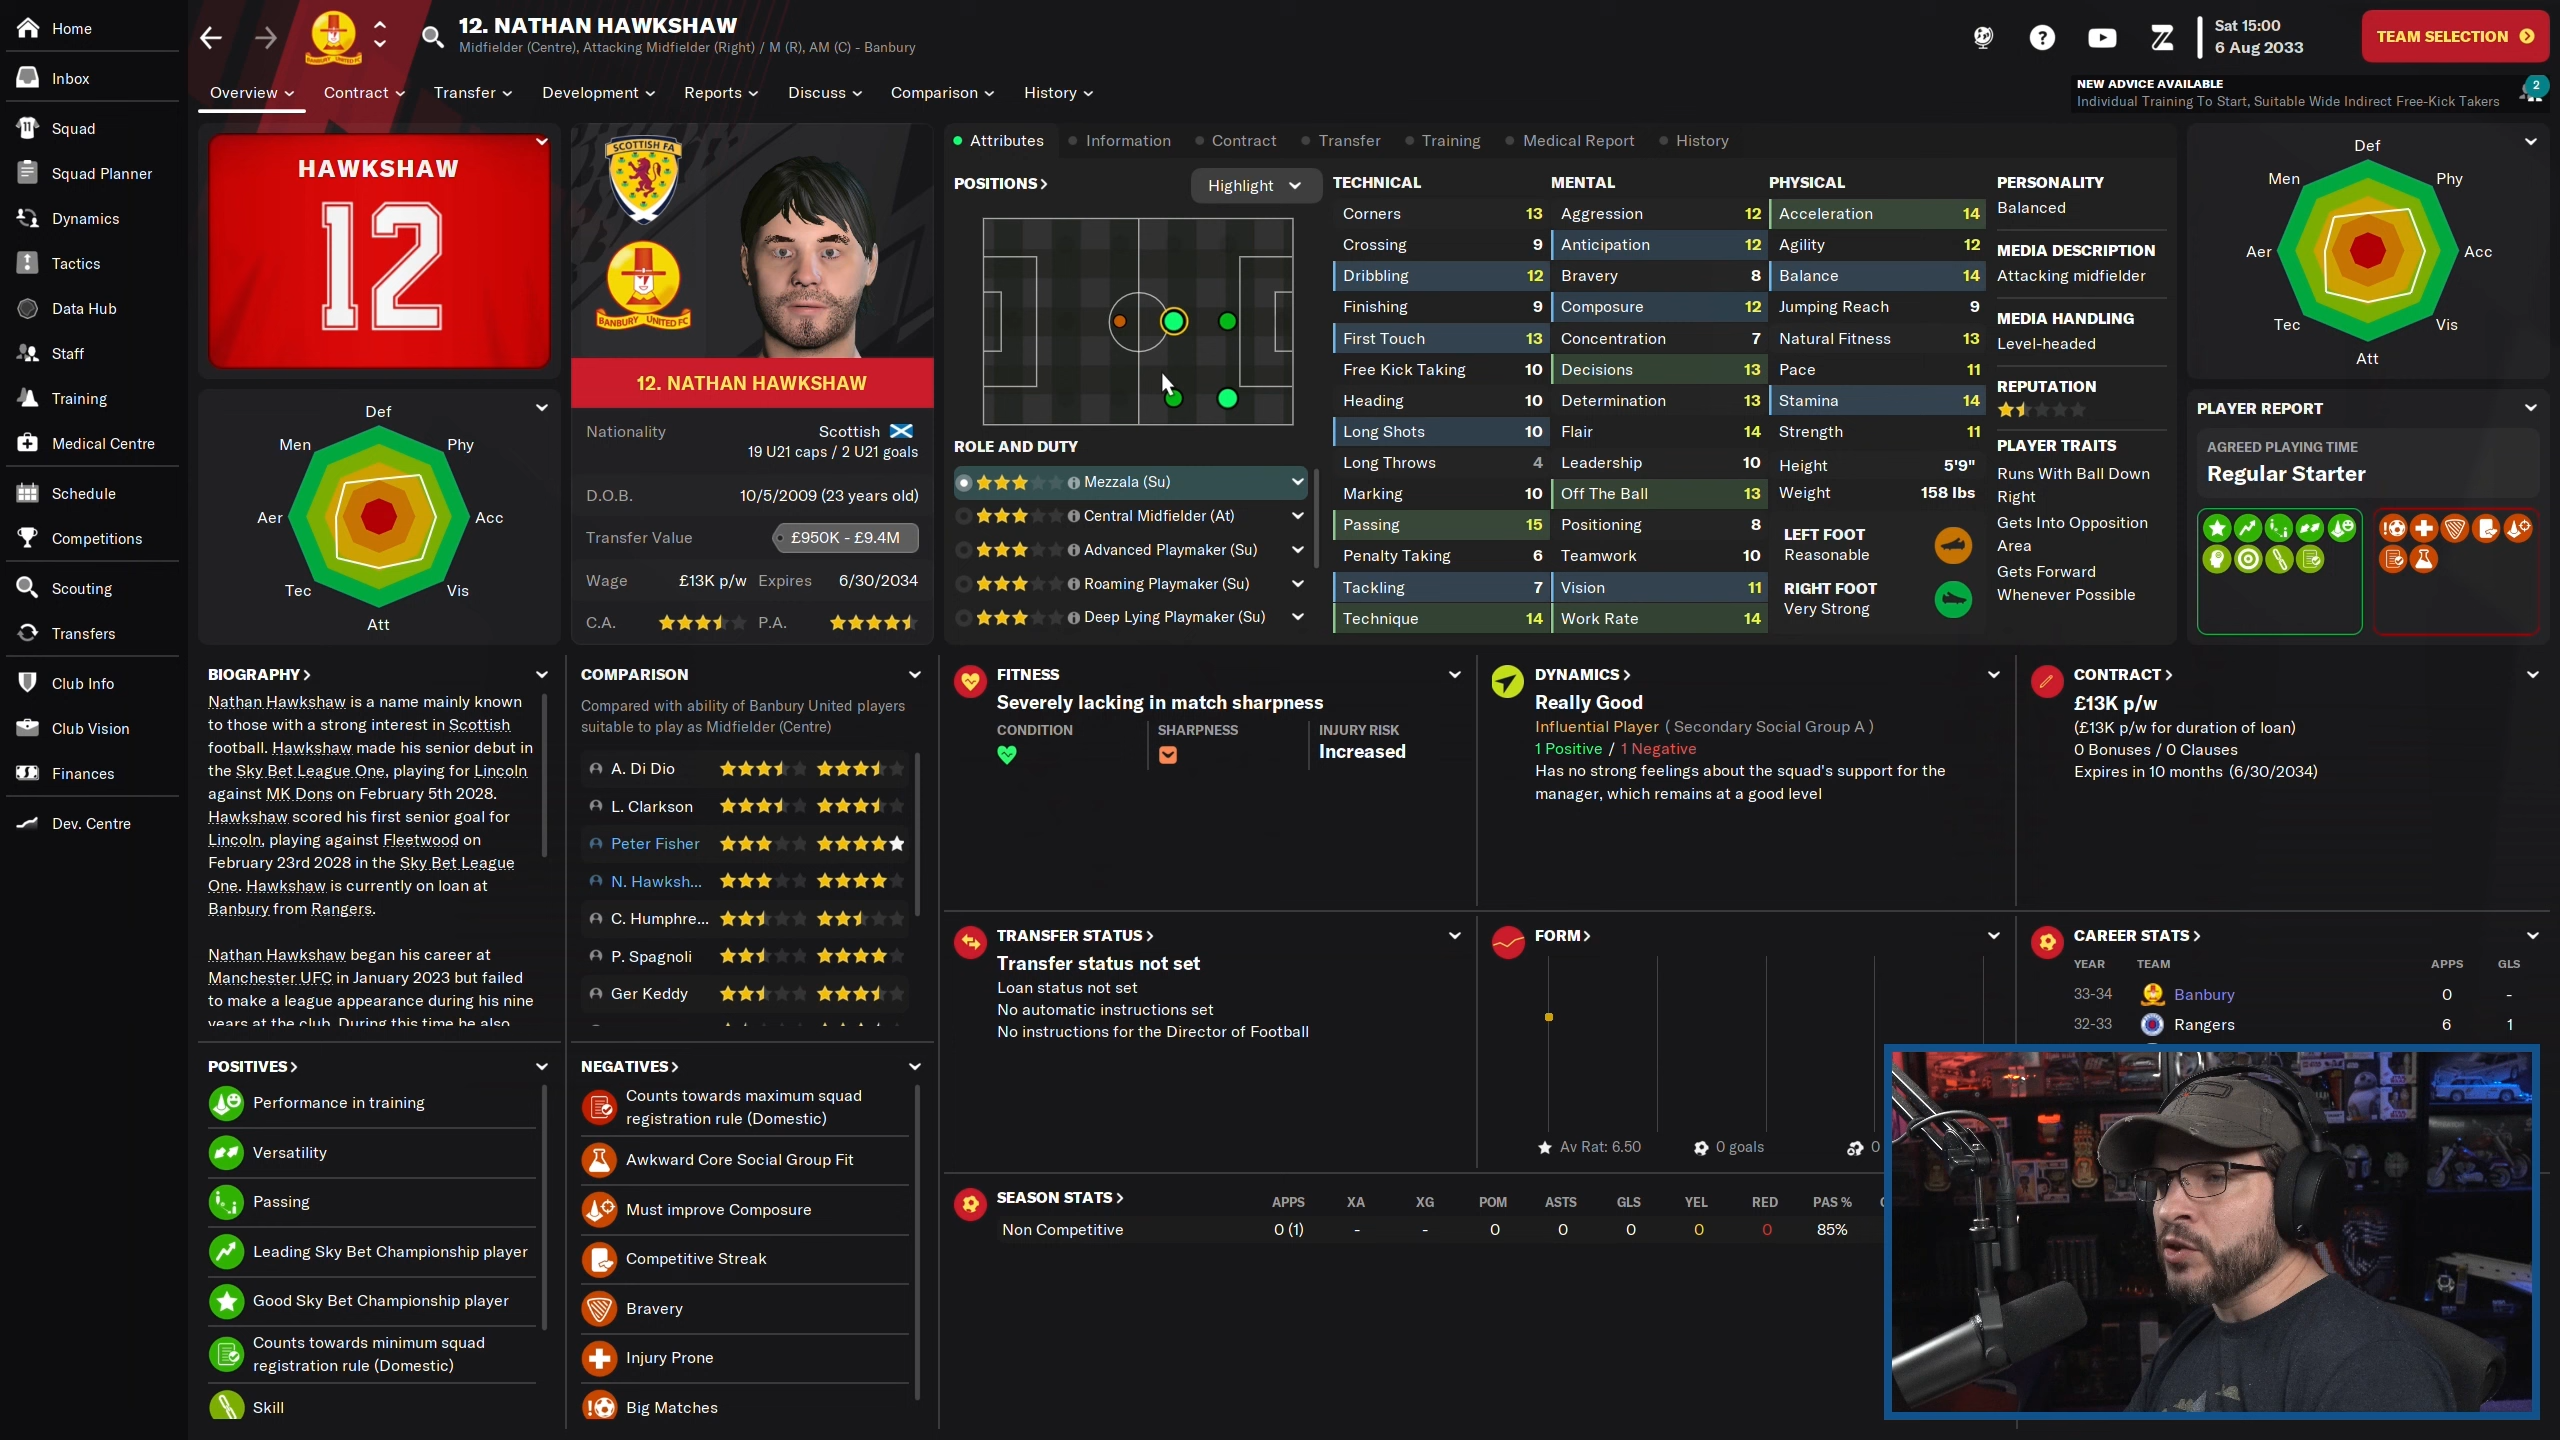 Home
Inbox
Squad
Squad Planner
Dynamics
Tactics
Data Hub
Staff
Training
Medical Centre
Schedule
Competitions
Scouting
Transfers
Club Info
Club Vision
Finances
Dev. Centre
12. NATHAN HAWKSHAW
Midfielder (Centre), Attacking Midfielder (Right) / M (R), AM (C) - Banbury
Sat 15:00
6 Aug 2033
TEAM SELECTION
Overview
Contract
Transfer
Development
Reports
Discuss
Comparison
History
NEW ADVICE AVAILABLE
Individual Training To Start, Suitable Wide Indirect Free-Kick Takers
2
HAWKSHAW
12
Def
Men
Phy
Aer
Acc
Tec
Vis
Att
SCOTTISH FA
BANBURY UNITED FC
12. NATHAN HAWKSHAW
Nationality Scottish
19 U21 caps / 2 U21 goals
D.O.B. 10/5/2009 (23 years old)
Transfer Value £950K - £9.4M
Wage £13K p/w Expires 6/30/2034
C.A. P.A.
Attributes
Information
Contract
Transfer
Training
Medical Report
History
POSITIONS
Highlight
ROLE AND DUTY
Mezzala (Su)
Central Midfielder (At)
Advanced Playmaker (Su)
Roaming Playmaker (Su)
Deep Lying Playmaker (Su)
TECHNICAL
Corners 13
Crossing 9
Dribbling 12
Finishing 9
First Touch 13
Free Kick Taking 10
Heading 10
Long Shots 10
Long Throws 4
Marking 10
Passing 15
Penalty Taking 6
Tackling 7
Technique 14
MENTAL
Aggression 12
Anticipation 12
Bravery 8
Composure 12
Concentration 7
Decisions 13
Determination 13
Flair 14
Leadership 10
Off The Ball 13
Positioning 8
Teamwork 10
Vision 11
Work Rate 14
PHYSICAL
Acceleration 14
Agility 12
Balance 14
Jumping Reach 9
Natural Fitness 13
Pace 11
Stamina 14
Strength 11
Height 5'9"
Weight 158 lbs
LEFT FOOT
Reasonable
RIGHT FOOT
Very Strong
PERSONALITY
Balanced
MEDIA DESCRIPTION
Attacking midfielder
MEDIA HANDLING
Level-headed
REPUTATION
PLAYER TRAITS
Runs With Ball Down
Right
Gets Into Opposition
Area
Gets Forward
Whenever Possible
Def
Men
Phy
Aer
Acc
Tec
Vis
Att
PLAYER REPORT
AGREED PLAYING TIME
Regular Starter
BIOGRAPHY
Nathan Hawkshaw is a name mainly known
to those with a strong interest in Scottish
football. Hawkshaw made his senior debut in
the Sky Bet League One, playing for Lincoln
against MK Dons on February 5th 2028.
Hawkshaw scored his first senior goal for
Lincoln, playing against Fleetwood on
February 23rd 2028 in the Sky Bet League
One. Hawkshaw is currently on loan at
Banbury from Rangers.
Nathan Hawkshaw began his career at
Manchester UFC in January 2023 but failed
to make a league appearance during his nine
years at the club. During this time he also
COMPARISON
Compared with ability of Banbury United players
suitable to play as Midfielder (Centre)
A. Di Dio
L. Clarkson
Peter Fisher
N. Hawksh...
C. Humphre...
P. Spagnoli
Ger Keddy
FITNESS
Severely lacking in match sharpness
CONDITION
SHARPNESS
INJURY RISK
Increased
DYNAMICS
Really Good
Influential Player ( Secondary Social Group A )
1 Positive / 1 Negative
Has no strong feelings about the squad's support for the
manager, which remains at a good level
CONTRACT
£13K p/w
(£13K p/w for duration of loan)
0 Bonuses / 0 Clauses
Expires in 10 months (6/30/2034)
TRANSFER STATUS
Transfer status not set
Loan status not set
No automatic instructions set
No instructions for the Director of Football
FORM
Av Rat: 6.50
0 goals
0
CAREER STATS
YEAR TEAM APPS GLS
33-34 Banbury 0 -
32-33 Rangers 6 1
POSITIVES
Performance in training
Versatility
Passing
Leading Sky Bet Championship player
Good Sky Bet Championship player
Counts towards minimum squad
registration rule (Domestic)
Skill
NEGATIVES
Counts towards maximum squad
registration rule (Domestic)
Awkward Core Social Group Fit
Must improve Composure
Competitive Streak
Bravery
Injury Prone
Big Matches
SEASON STATS APPS XA XG POM ASTS GLS YEL RED PAS %
Non Competitive 0 (1) - - 0 0 0 0 0 85%